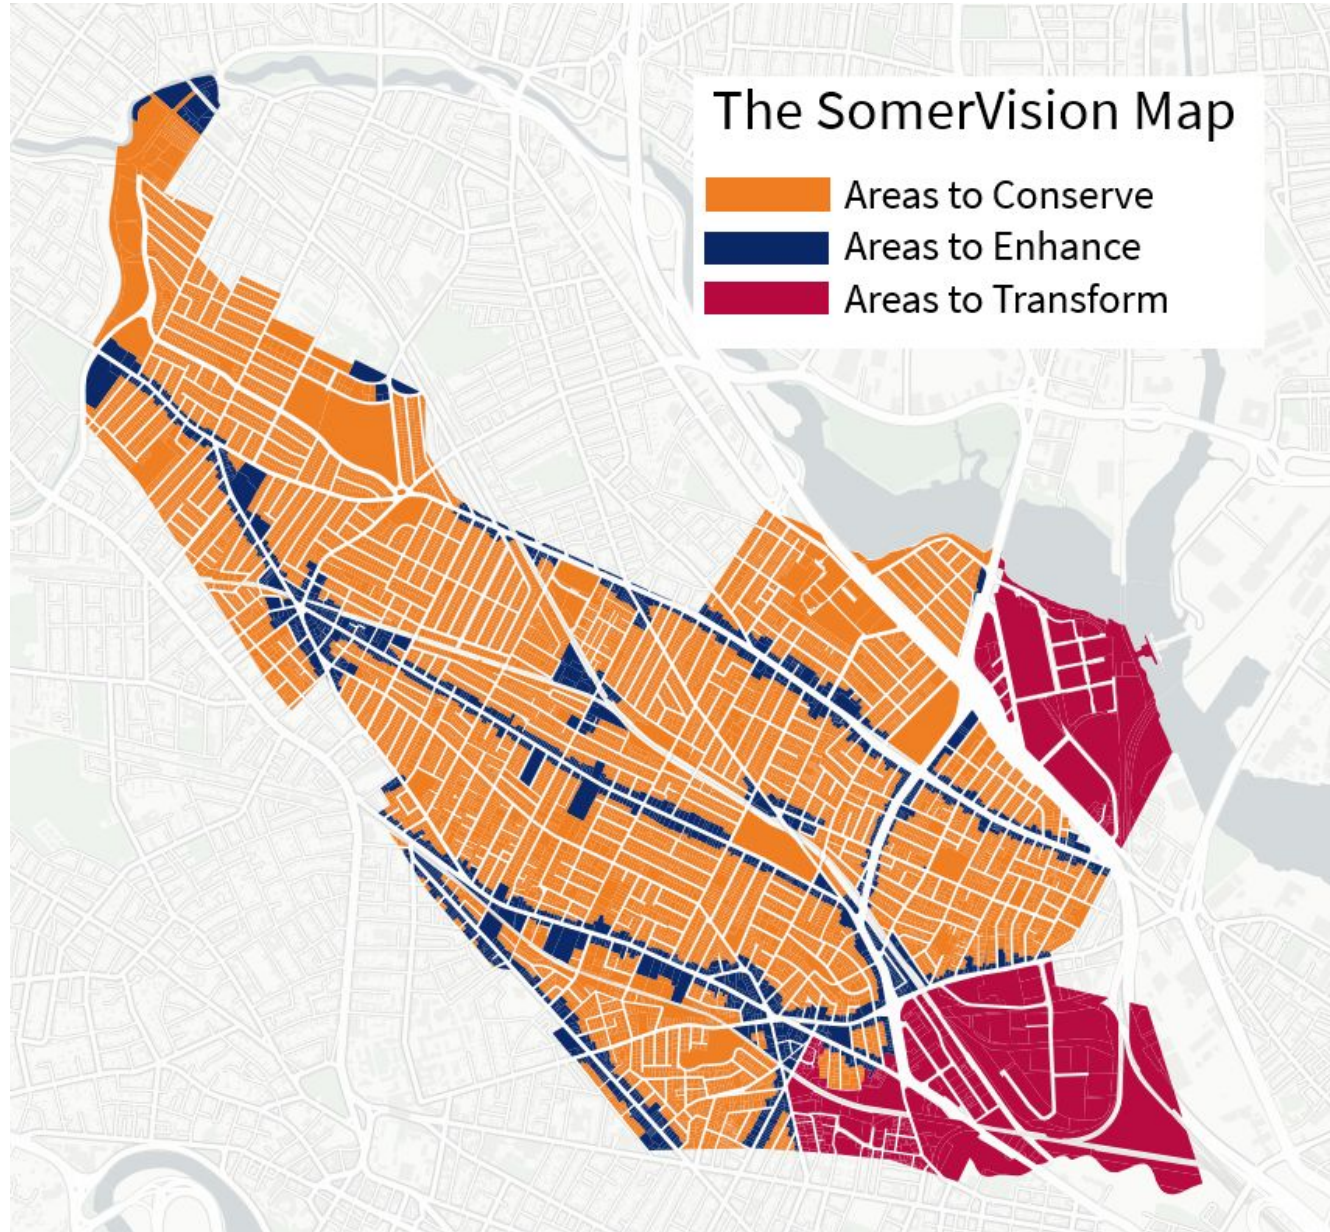 The SomerVision Map
Areas to Conserve
Areas to Enhance
Areas to Transform